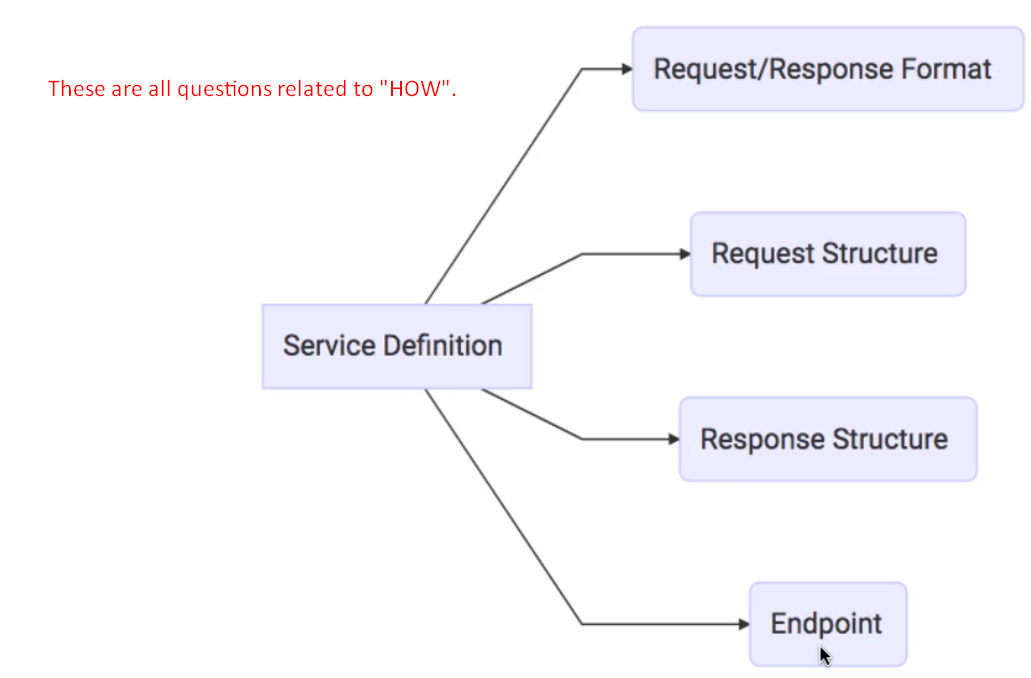 These are all questions related to "HOW".
Request/Response Format
Request Structure
Service Definition
Response Structure
Endpoint